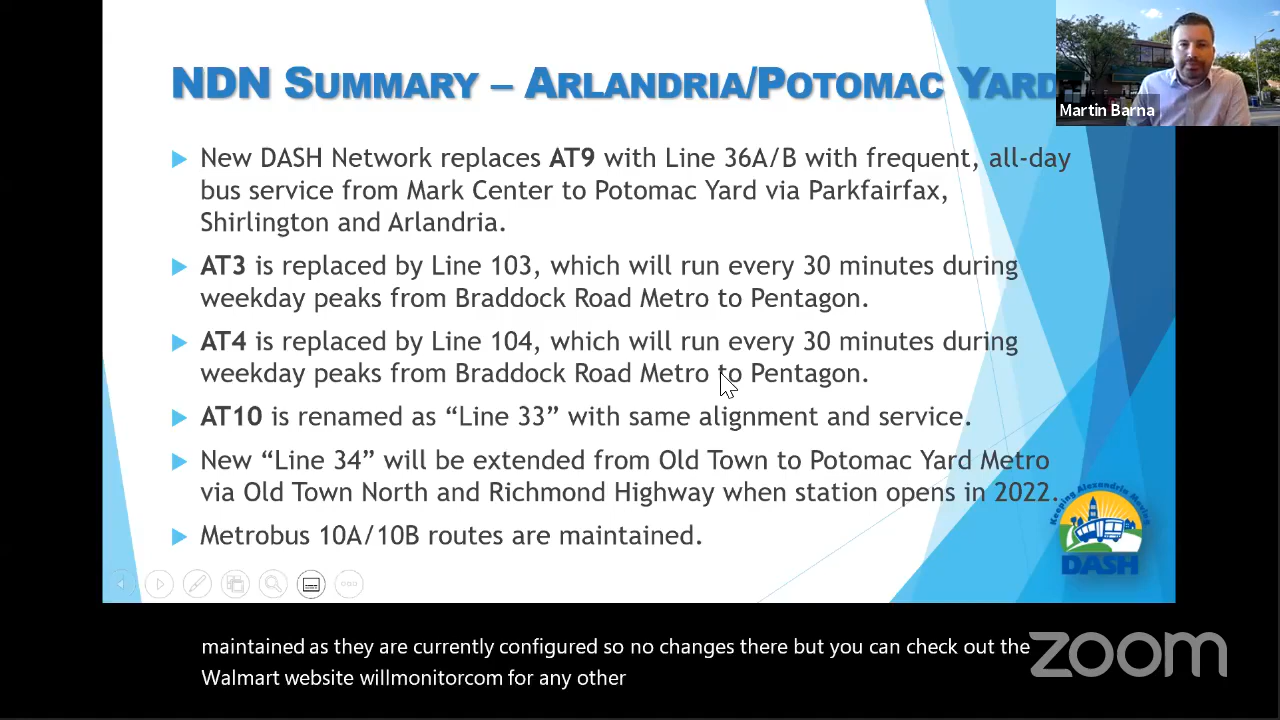 NDN SUMMARY – ARLANDRIA/POTOMAC YARD
Martin Barna
New DASH Network replaces AT9 with Line 36A/B with frequent, all-day
bus service from Mark Center to Potomac Yard via Parkfairfax,
Shirlington and Arlandria.
AT3 is replaced by Line 103, which will run every 30 minutes during
weekday peaks from Braddock Road Metro to Pentagon.
AT4 is replaced by Line 104, which will run every 30 minutes during
weekday peaks from Braddock Road Metro to Pentagon.
AT10 is renamed as “Line 33” with same alignment and service.
New “Line 34” will be extended from Old Town to Potomac Yard Metro
via Old Town North and Richmond Highway when station opens in 2022.
Metrobus 10A/10B routes are maintained.
Keeping Alexandria Moving
DASH
maintained as they are currently configured so no changes there but you can check out the
Walmart website willmonitorcom for any other
zoom